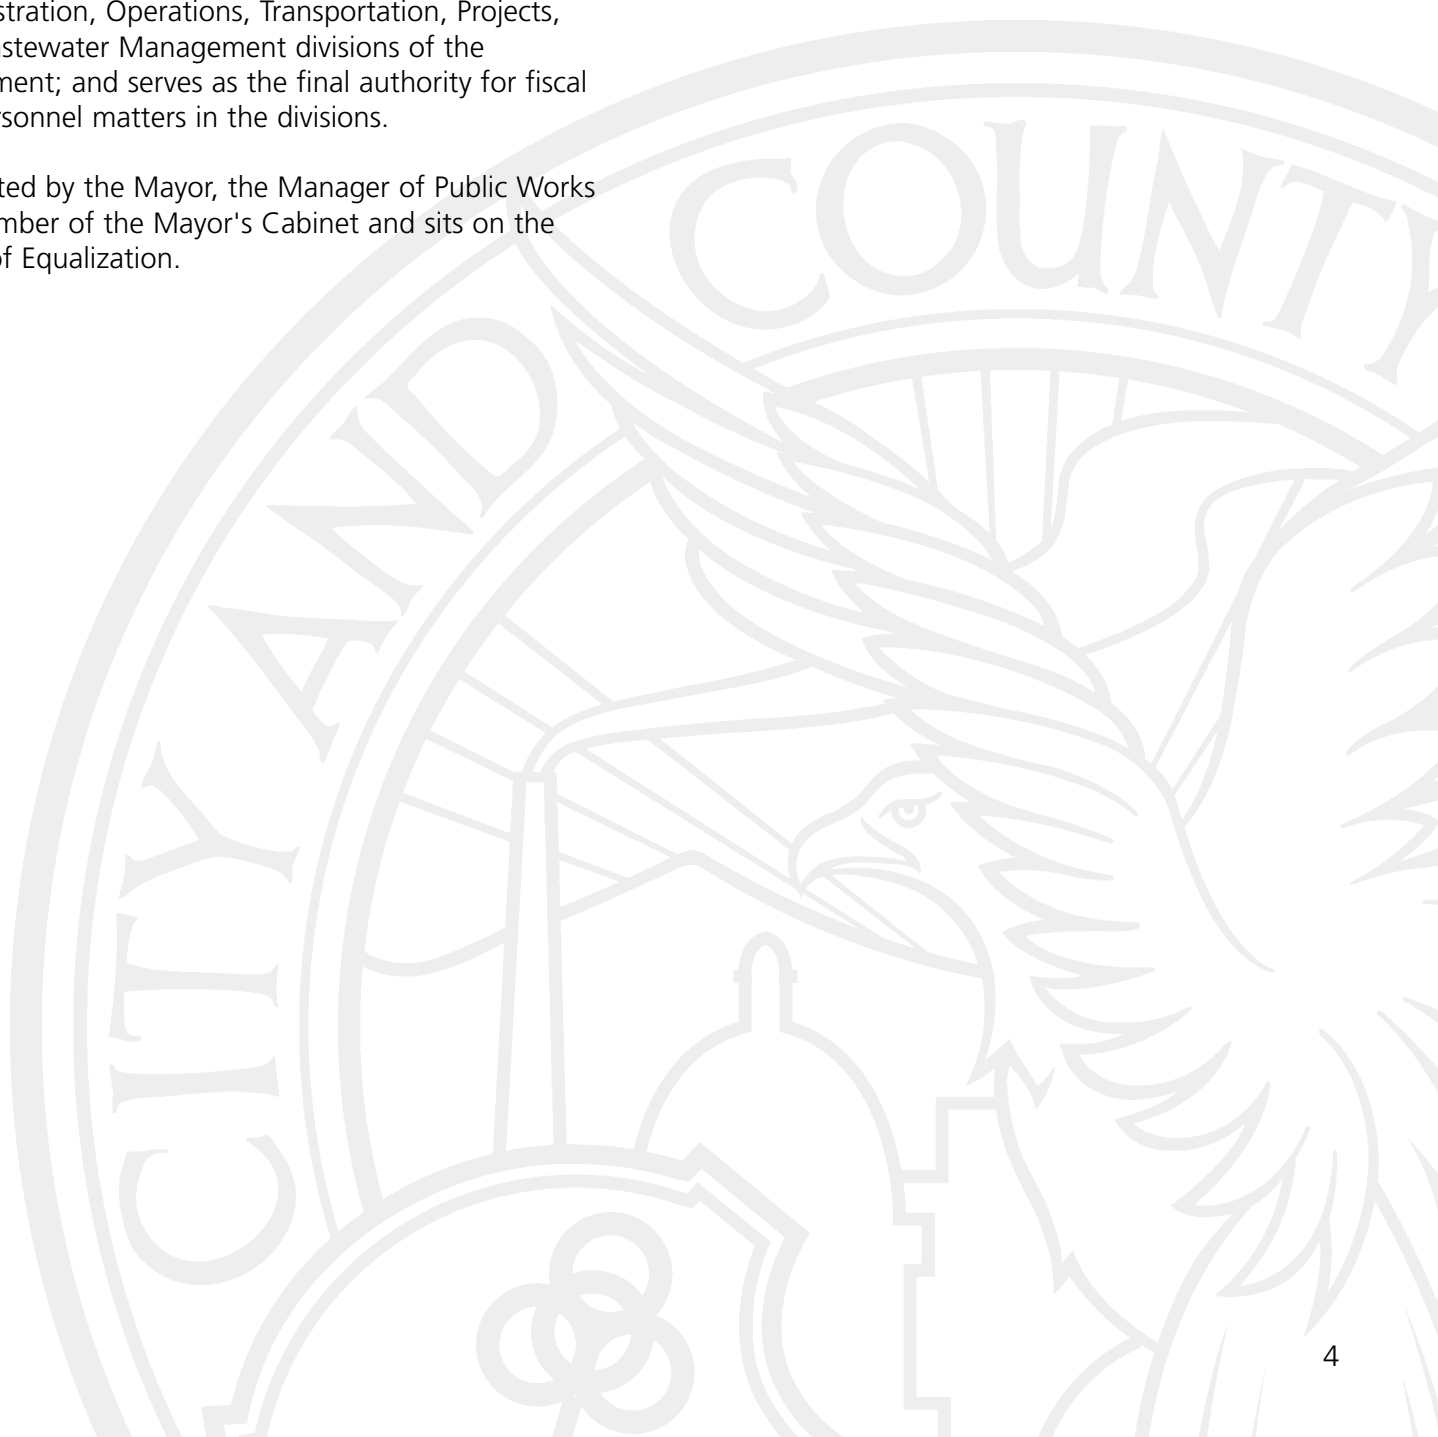 stration, Operations, Transportation, Projects,
astewater Management divisions of the
ment; and serves as the final authority for fiscal
rsonnel matters in the divisions.
ted by the Mayor, the Manager of Public Works
mber of the Mayor's Cabinet and sits on the
of Equalization.
CITY AND COUNTY
4